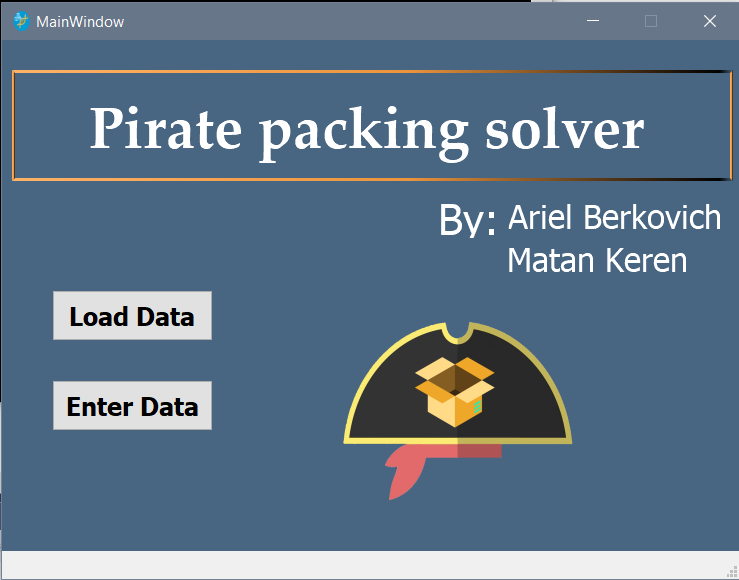 MainWindow
Pirate packing solver
By: Ariel Berkovich
Matan Keren
Load Data
Enter Data